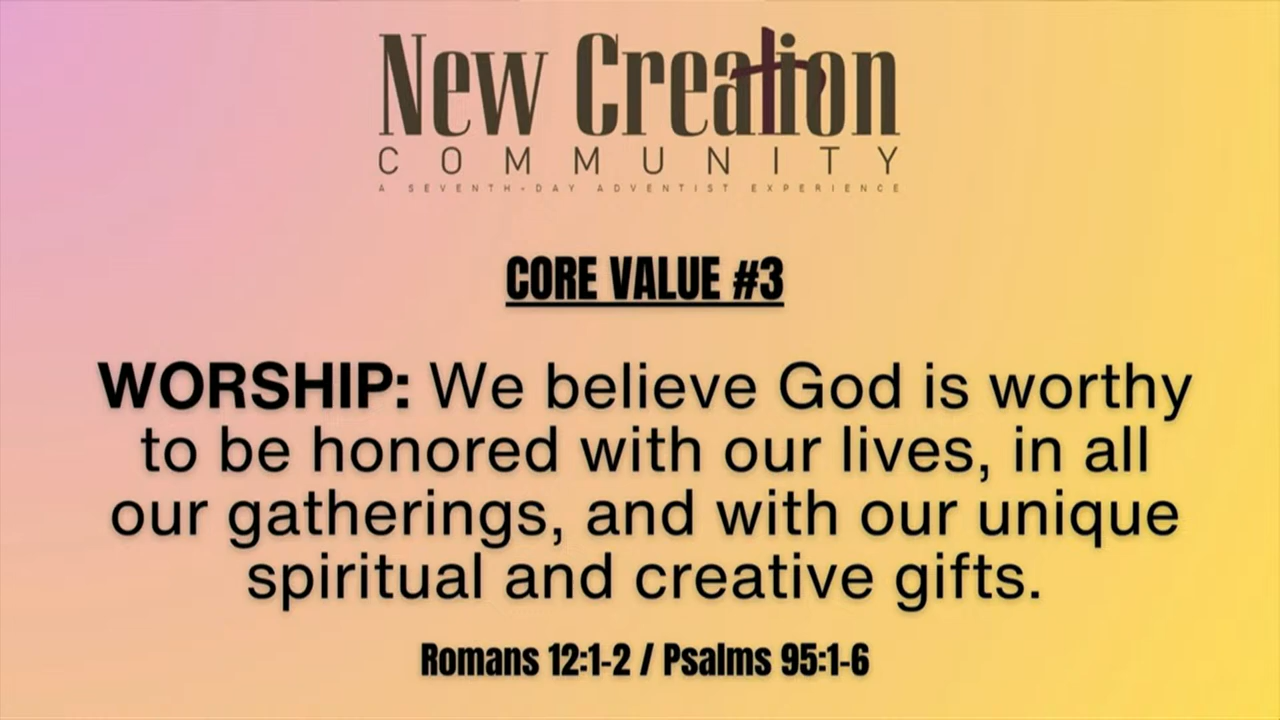 New Creation
COMMUNITY
A SEVENTH-DAY ADVENTIST EXPERIENCE
CORE VALUE #3
WORSHIP: We believe God is worthy
to be honored with our lives, in all
our gatherings, and with our unique
spiritual and creative gifts.
Romans 12:1-2 / Psalms 95:1-6